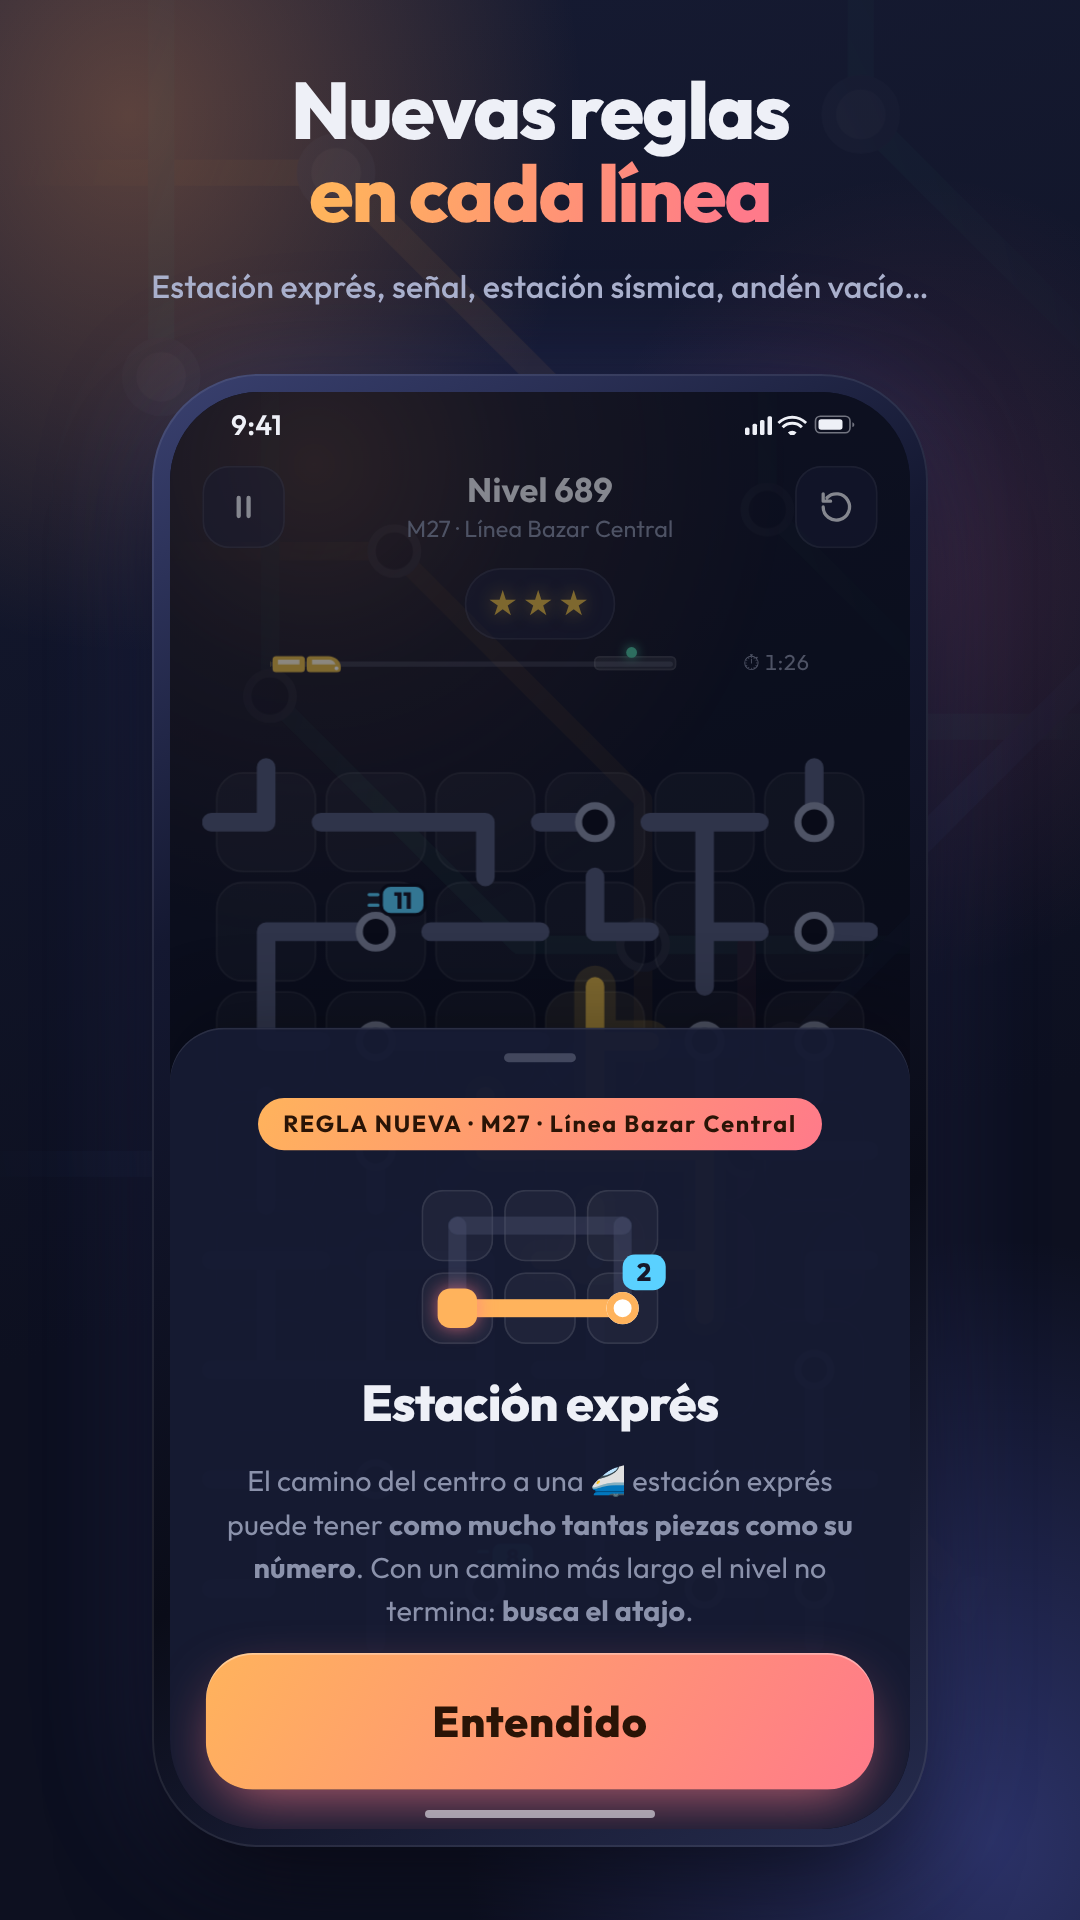 Nuevas reglas
en cada línea
Estación exprés, señal, estación sísmica, andén vacío...
9:41
Nivel 689
M27 · Línea Bazar Central
★ ★ ★
⏱ 1:26
11
REGLA NUEVA · M27 · Línea Bazar Central
2
Estación exprés
El camino del centro a una 🚄 estación exprés
puede tener como mucho tantas piezas como su
número. Con un camino más largo el nivel no
termina: busca el atajo.
Entendido